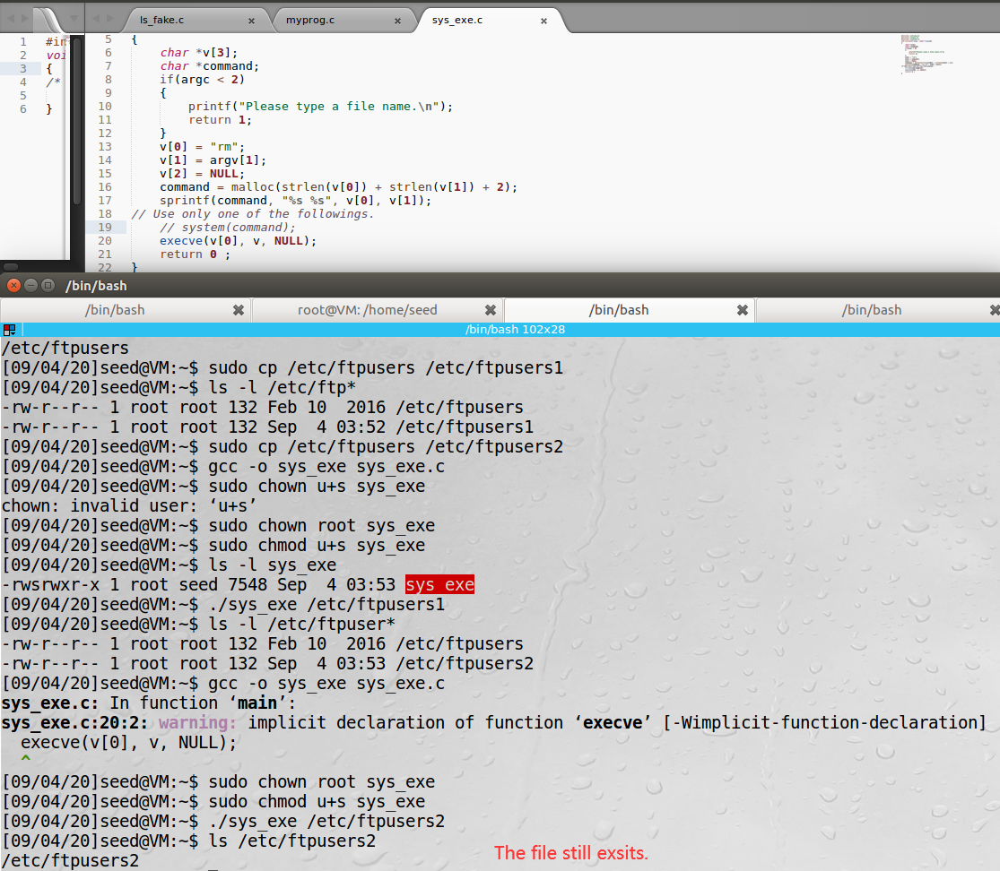 ls_fake.c × myprog.c × sys_exe.c ×
1 #in
2 voi
3 {
4 /*
5
6 }
5 {
6 char *v[3];
7 char *command;
8 if(argc < 2)
9 {
10 printf("Please type a file name.\n");
11 return 1;
12 }
13 v[0] = "rm";
14 v[1] = argv[1];
15 v[2] = NULL;
16 command = malloc(strlen(v[0]) + strlen(v[1]) + 2);
17 sprintf(command, "%s %s", v[0], v[1]);
18 // Use only one of the followings.
19 // system(command);
20 execve(v[0], v, NULL);
21 return 0 ;
22 }
/bin/bash
/bin/bash root@VM: /home/seed /bin/bash /bin/bash
/bin/bash 102x28
/etc/ftpusers
[09/04/20]seed@VM:~$ sudo cp /etc/ftpusers /etc/ftpusers1
[09/04/20]seed@VM:~$ ls -l /etc/ftp*
-rw-r--r-- 1 root root 132 Feb 10  2016 /etc/ftpusers
-rw-r--r-- 1 root root 132 Sep  4 03:52 /etc/ftpusers1
[09/04/20]seed@VM:~$ sudo cp /etc/ftpusers /etc/ftpusers2
[09/04/20]seed@VM:~$ gcc -o sys_exe sys_exe.c
[09/04/20]seed@VM:~$ sudo chown u+s sys_exe
chown: invalid user: ‘u+s’
[09/04/20]seed@VM:~$ sudo chown root sys_exe
[09/04/20]seed@VM:~$ sudo chmod u+s sys_exe
[09/04/20]seed@VM:~$ ls -l sys_exe
-rwsrwxr-x 1 root seed 7548 Sep  4 03:53 sys_exe
[09/04/20]seed@VM:~$ ./sys_exe /etc/ftpusers1
[09/04/20]seed@VM:~$ ls -l /etc/ftpuser*
-rw-r--r-- 1 root root 132 Feb 10  2016 /etc/ftpusers
-rw-r--r-- 1 root root 132 Sep  4 03:53 /etc/ftpusers2
[09/04/20]seed@VM:~$ gcc -o sys_exe sys_exe.c
sys_exe.c: In function ‘main’:
sys_exe.c:20:2: warning: implicit declaration of function ‘execve’ [-Wimplicit-function-declaration]
execve(v[0], v, NULL);
^
[09/04/20]seed@VM:~$ sudo chown root sys_exe
[09/04/20]seed@VM:~$ sudo chmod u+s sys_exe
[09/04/20]seed@VM:~$ ./sys_exe /etc/ftpusers2
[09/04/20]seed@VM:~$ ls /etc/ftpusers2
/etc/ftpusers2
The file still exsits.